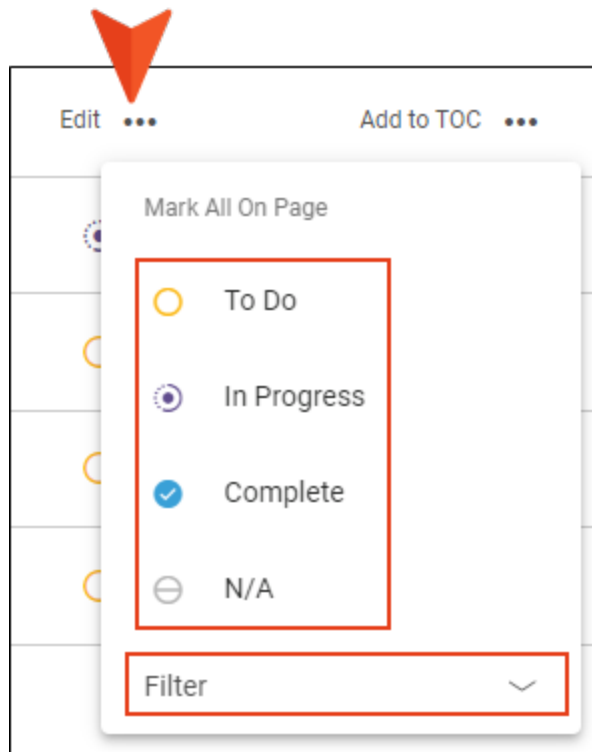 Edit ••• Add to TOC •••
Mark All On Page
To Do
In Progress
Complete
N/A
Filter